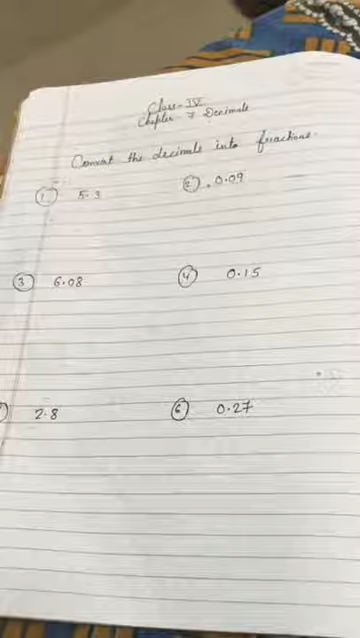 Class - IV
Chapter 7 Decimals
Convert the decimals into fractions.
① 5.3 ② 0.09
③ 6.08 ④ 0.15
2.8 ⑥ 0.27